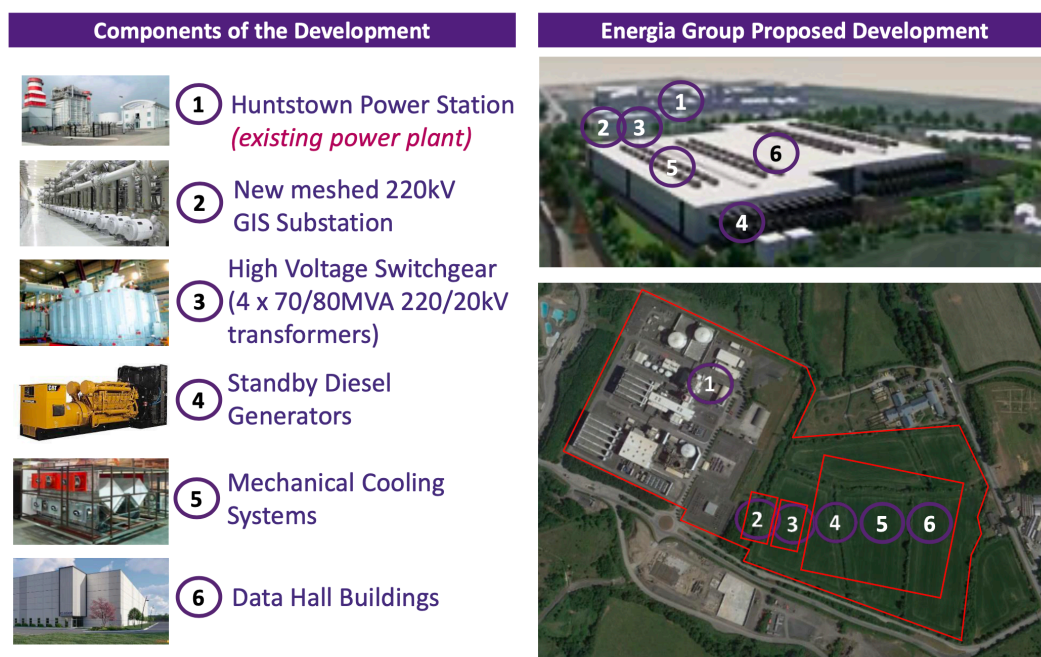 Components of the Development
1
Huntstown Power Station
(existing power plant)
2
New meshed 220kV
GIS Substation
3
High Voltage Switchgear
(4 x 70/80MVA 220/20kV
transformers)
CAT
4
Standby Diesel
Generators
5
Mechanical Cooling
Systems
6
Data Hall Buildings
Energia Group Proposed Development
1
2 3
6
5
4
1
2 3 4 5 6